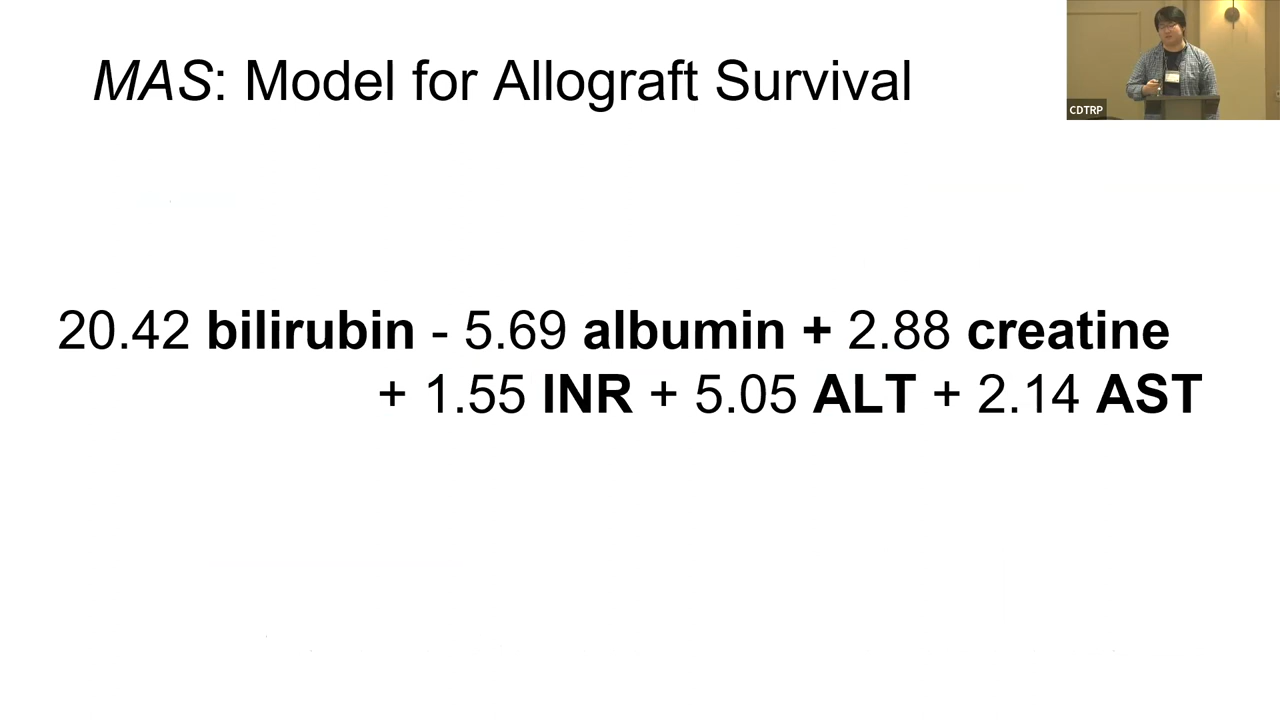 MAS: Model for Allograft Survival
CDTRP
20.42 bilirubin - 5.69 albumin + 2.88 creatine
+ 1.55 INR + 5.05 ALT + 2.14 AST